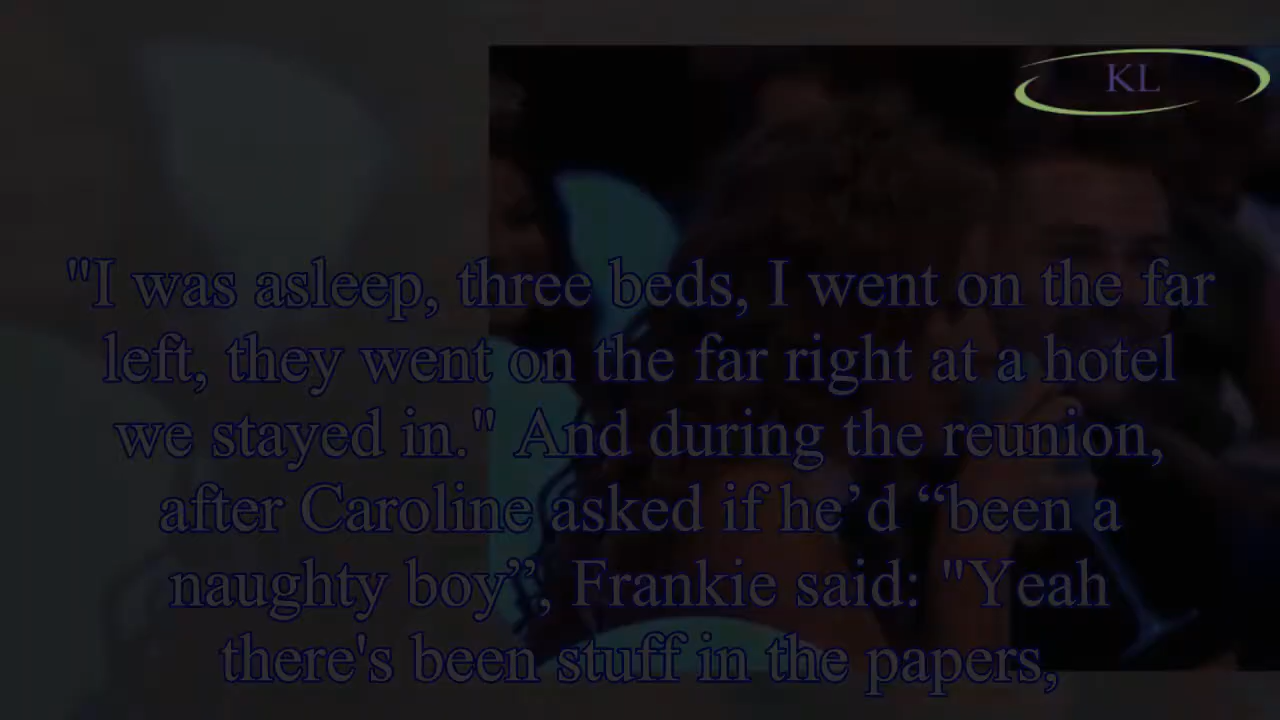 KL
"I was asleep, three beds, I went on the far
left, they went on the far right at a hotel
we stayed in." And during the reunion,
after Caroline asked if he’d “been a
naughty boy”, Frankie said: "Yeah
there's been stuff in the papers,